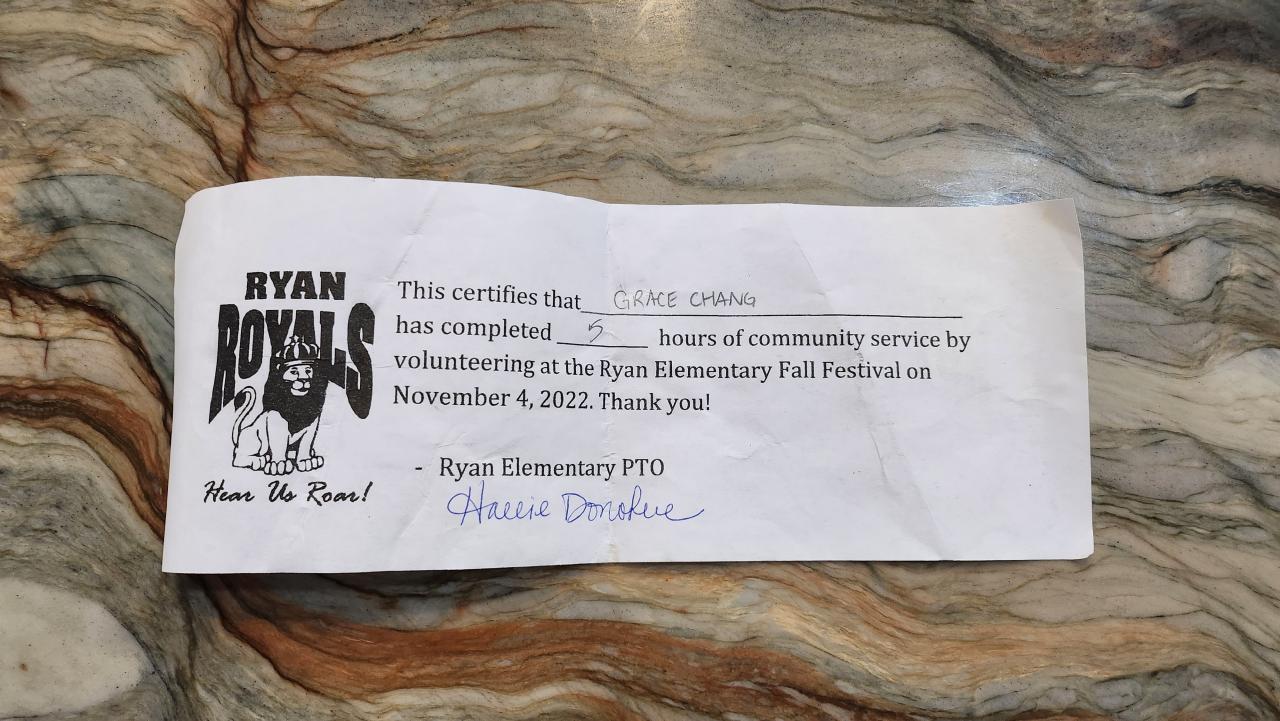 RYAN
ROYALS
Hear Us Roar!
This certifies that GRACE CHANG
has completed 5 hours of community service by
volunteering at the Ryan Elementary Fall Festival on
November 4, 2022. Thank you!
- Ryan Elementary PTO
Hallie Donohue